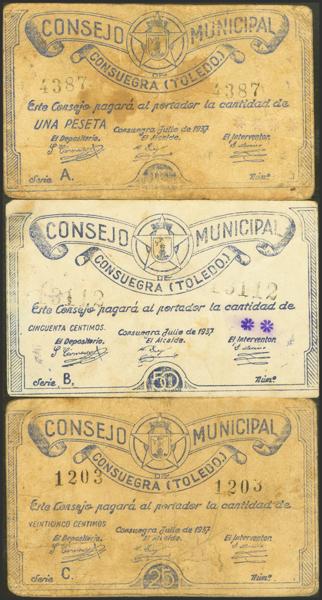 CONSEJO MUNICIPAL
DE
CONSUEGRA (TOLEDO.)
4387 4387
Este Consejo pagará al portador la cantidad de
UNA PESETA Consuegra Julio de 1937
El Depositario. El Alcalde. El Interventor.
Serie A. Núm.
CONSEJO MUNICIPAL
DE
CONSUEGRA (TOLEDO.)
13112 13112
Este Consejo pagará al portador la cantidad de
CINCUENTA CENTIMOS. Consuegra Julio de 1937
El Depositario. El Alcalde. El Interventor.
Serie B. 50 Núm.
CONSEJO MUNICIPAL
DE
CONSUEGRA (TOLEDO.)
1203 1203
Este Consejo pagará al portador la cantidad de
VEINTICINCO CENTIMOS Consuegra Julio de 1937
El Depositario. El Alcalde. El Interventor.
Serie C. 25 Núm.